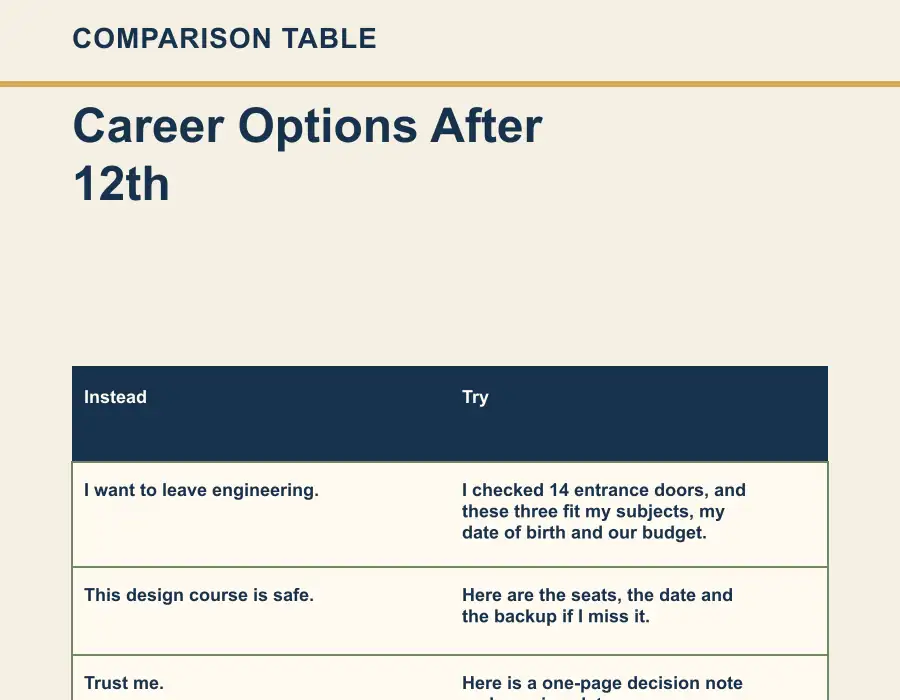 COMPARISON TABLE
Career Options After
12th
Instead
Try
I want to leave engineering.
I checked 14 entrance doors, and
these three fit my subjects, my
date of birth and our budget.
This design course is safe.
Here are the seats, the date and
the backup if I miss it.
Trust me.
Here is a one-page decision note